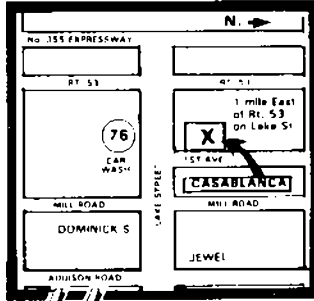 N.
No. 355 EXPRESSWAY
RT. 53
RT. 53
1 mile East
of Rt. 53
on Lake St
76
X
CAR
WASH
1ST AVE
LAKE STREET
CASABLANCA
MILL ROAD
MILL ROAD
DOMINICK S
JEWEL
ADDISON ROAD